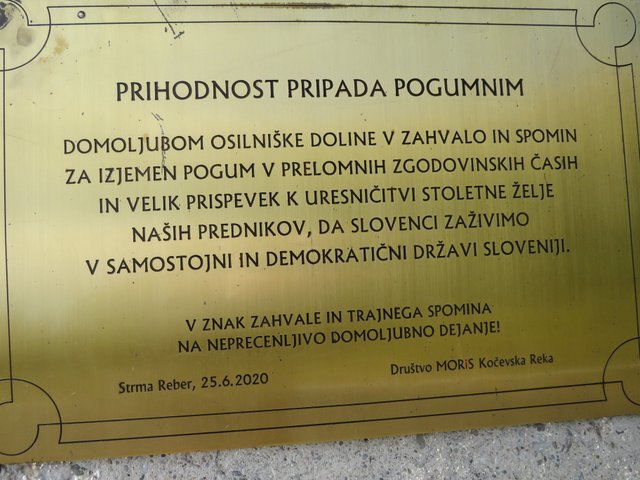 PRIHODNOST PRIPADA POGUMNIM
DOMOLJUBOM OSILNIŠKE DOLINE V ZAHVALO IN SPOMIN
ZA IZJEMEN POGUM V PRELOMNIH ZGODOVINSKIH ČASIH
IN VELIK PRISPEVEK K URESNIČITVI STOLETNE ŽELJE
NAŠIH PREDNIKOV, DA SLOVENCI ZAŽIVIMO
V SAMOSTOJNI IN DEMOKRATIČNI DRŽAVI SLOVENIJI.
V ZNAK ZAHVALE IN TRAJNEGA SPOMINA
NA NEPRECENLJIVO DOMOLJUBNO DEJANJE!
Strma Reber, 25.6.2020
Društvo MORiS Kočevska Reka